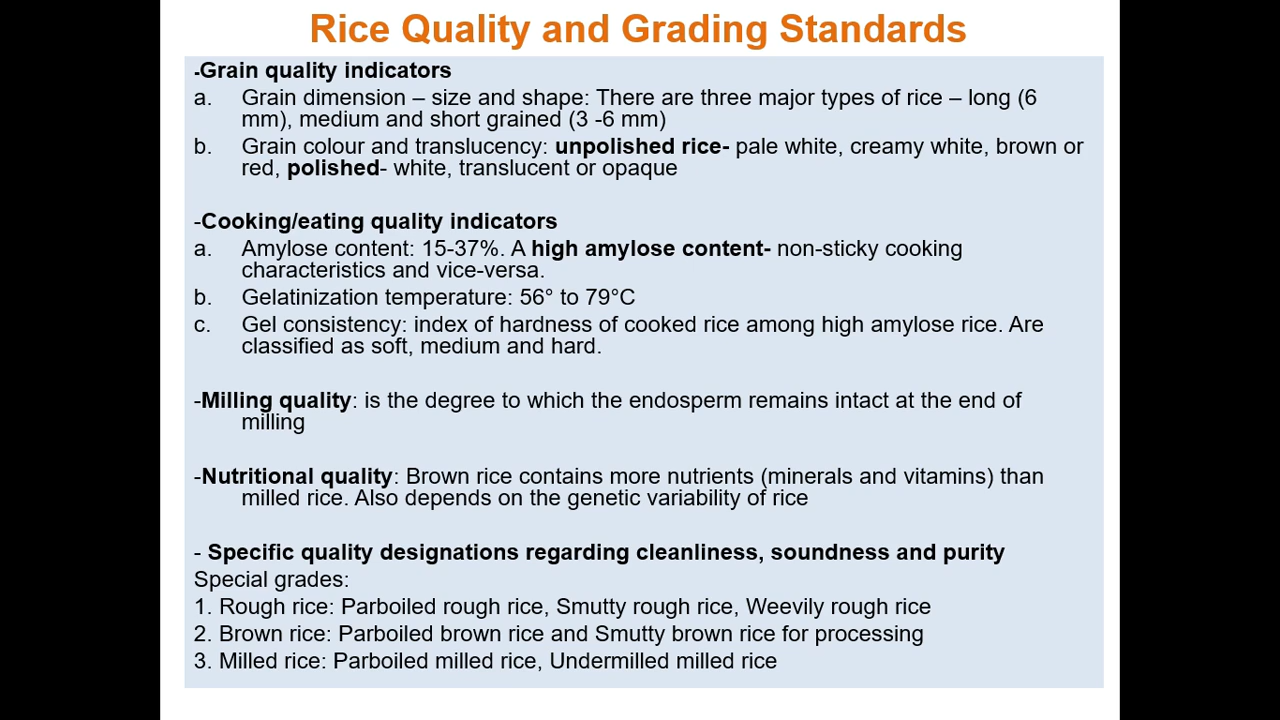 Rice Quality and Grading Standards
-Grain quality indicators
a. Grain dimension – size and shape: There are three major types of rice – long (6
mm), medium and short grained (3 -6 mm)
b. Grain colour and translucency: unpolished rice- pale white, creamy white, brown or
red, polished- white, translucent or opaque
-Cooking/eating quality indicators
a. Amylose content: 15-37%. A high amylose content- non-sticky cooking
characteristics and vice-versa.
b. Gelatinization temperature: 56° to 79°C
c. Gel consistency: index of hardness of cooked rice among high amylose rice. Are
classified as soft, medium and hard.
-Milling quality: is the degree to which the endosperm remains intact at the end of
milling
-Nutritional quality: Brown rice contains more nutrients (minerals and vitamins) than
milled rice. Also depends on the genetic variability of rice
- Specific quality designations regarding cleanliness, soundness and purity
Special grades:
1. Rough rice: Parboiled rough rice, Smutty rough rice, Weevily rough rice
2. Brown rice: Parboiled brown rice and Smutty brown rice for processing
3. Milled rice: Parboiled milled rice, Undermilled milled rice